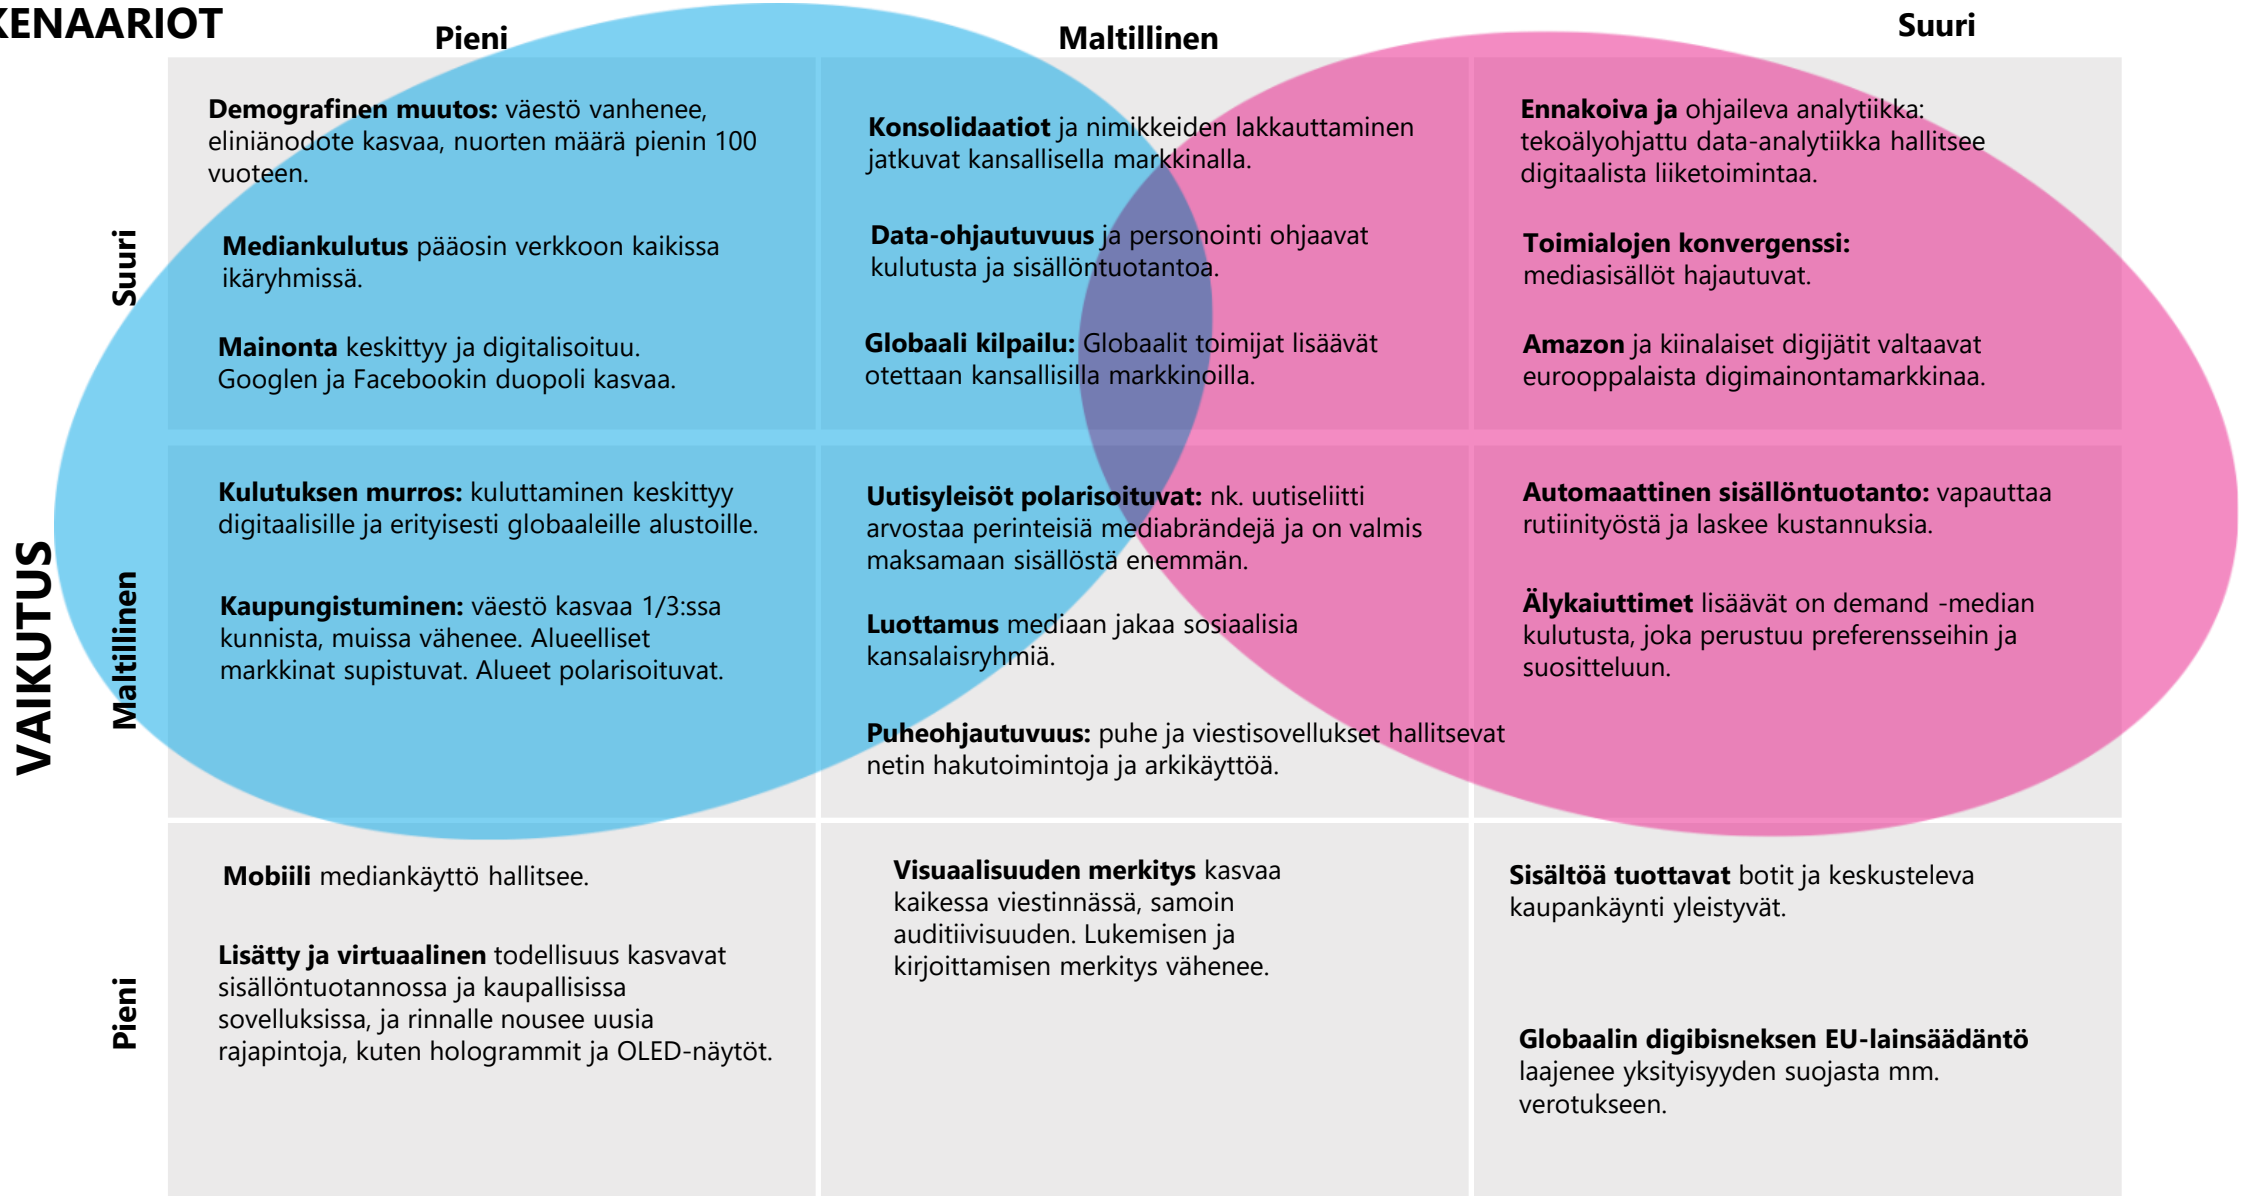 KENAARIOT
Pieni
Maltillinen
Suuri
VAIKUTUS
Suuri
Demografinen muutos: väestö vanhenee,
eliniänodote kasvaa, nuorten määrä pienin 100
vuoteen.
Mediankulutus pääosin verkkoon kaikissa
ikäryhmissä.
Mainonta keskittyy ja digitalisoituu.
Googlen ja Facebookin duopoli kasvaa.
Konsolidaatiot ja nimikkeiden lakkauttaminen
jatkuvat kansallisella markkinalla.
Data-ohjautuvuus ja personointi ohjaavat
kulutusta ja sisällöntuotantoa.
Globaali kilpailu: Globaalit toimijat lisäävät
otettaan kansallisilla markkinoilla.
Ennakoiva ja ohjaileva analytiikka:
tekoälyohjattu data-analytiikka hallitsee
digitaalista liiketoimintaa.
Toimialojen konvergenssi:
mediasisällöt hajautuvat.
Amazon ja kiinalaiset digijätit valtaavat
eurooppalaista digimainontamarkkinaa.
Maltillinen
Kulutuksen murros: kuluttaminen keskittyy
digitaalisille ja erityisesti globaaleille alustoille.
Kaupungistuminen: väestö kasvaa 1/3:ssa
kunnista, muissa vähenee. Alueelliset
markkinat supistuvat. Alueet polarisoituvat.
Uutisyleisöt polarisoituvat: nk. uutiseliitti
arvostaa perinteisiä mediabrändejä ja on valmis
maksamaan sisällöstä enemmän.
Luottamus mediaan jakaa sosiaalisia
kansalaisryhmiä.
Puheohjautuvuus: puhe ja viestisovellukset hallitsevat
netin hakutoimintoja ja arkikäyttöä.
Automaattinen sisällöntuotanto: vapauttaa
rutiinityöstä ja laskee kustannuksia.
Älykaiuttimet lisäävät on demand -median
kulutusta, joka perustuu preferensseihin ja
suositteluun.
Pieni
Mobiili mediankäyttö hallitsee.
Lisätty ja virtuaalinen todellisuus kasvavat
sisällöntuotannossa ja kaupallisissa
sovelluksissa, ja rinnalle nousee uusia
rajapintoja, kuten hologrammit ja OLED-näytöt.
Visuaalisuuden merkitys kasvaa
kaikessa viestinnässä, samoin
auditiivisuuden. Lukemisen ja
kirjoittamisen merkitys vähenee.
Sisältöä tuottavat botit ja keskusteleva
kaupankäynti yleistyvät.
Globaalin digibisneksen EU-lainsäädäntö
laajenee yksityisyyden suojasta mm.
verotukseen.